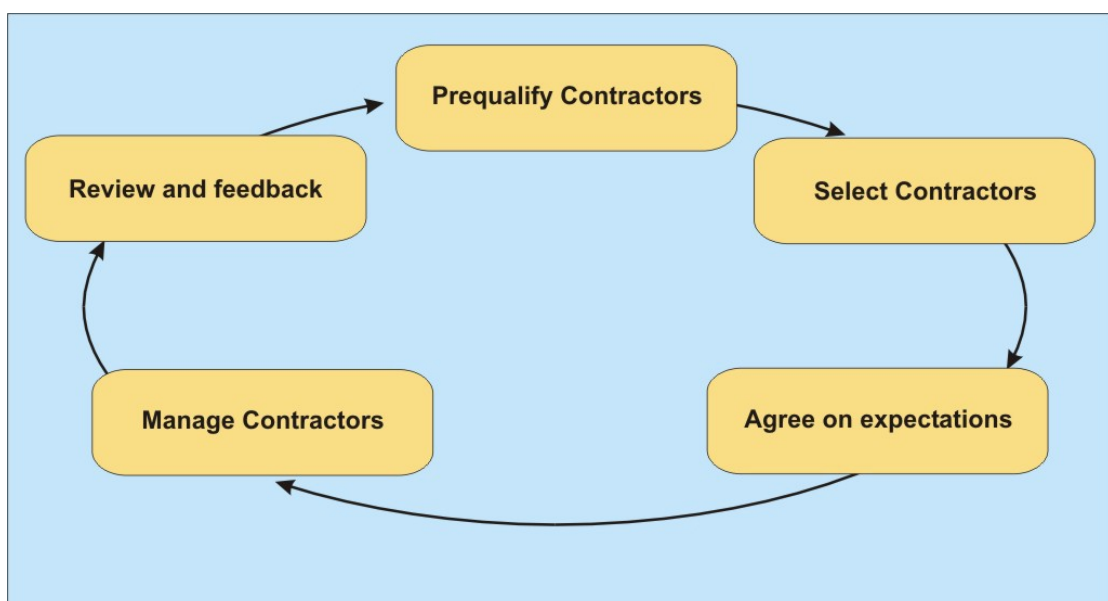 Prequalify Contractors
Select Contractors
Agree on expectations
Manage Contractors
Review and feedback